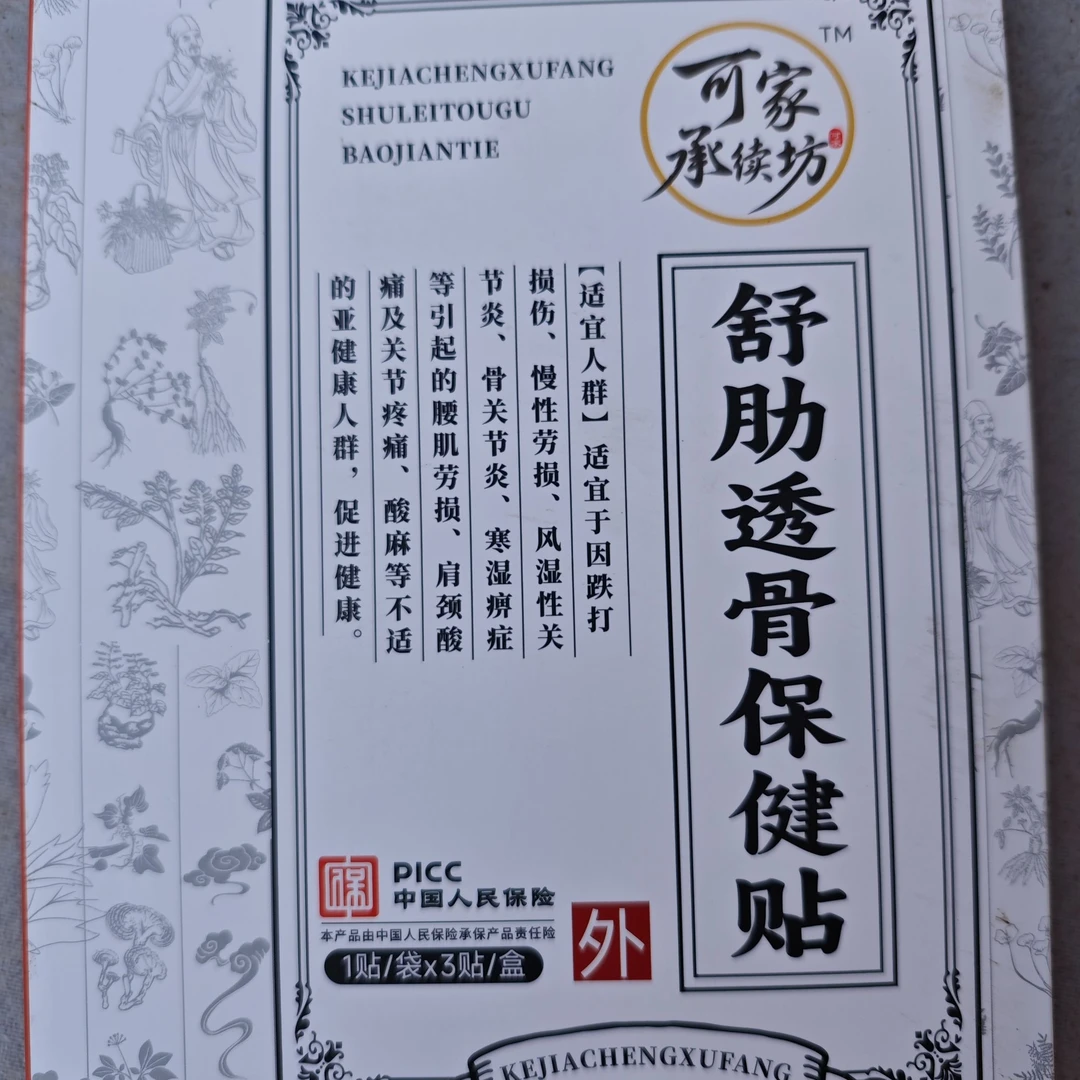 KEJIACHENGXUFANG
SHULEITOUGU
BAOJIANTIE
可家
承续坊
TM
舒肋透骨保健贴
【适宜人群】适宜于因跌打
损伤、慢性劳损、风湿性关
节炎、骨关节炎、寒湿痹症
等引起的腰肌劳损、肩颈酸
痛及关节疼痛、酸麻等不适
的亚健康人群，促进健康。
保
PICC
中国人民保险
本产品由中国人民保险承保产品责任险
1贴/袋x3贴/盒
外
KEJIACHENGXUFANG